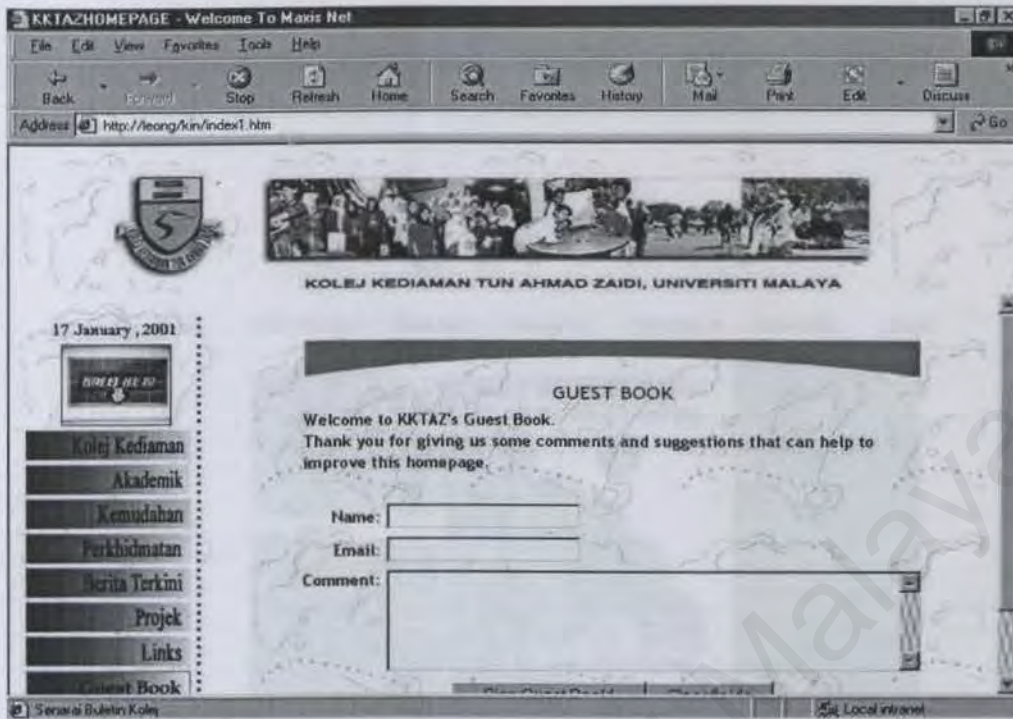 KKTAZHOMEPAGE - Welcome To Maxis Net
File Edit View Favorites Tools Help
Back Forward Stop Refresh Home Search Favorites History Mail Print Edit Discuss
Address http://leong/kin/index1.htm Go
KOLEJ KEDIAMAN TUN AHMAD ZAIDI, UNIVERSITI MALAYA
17 January , 2001
Kolej Kediaman
Akademik
Kemudahan
Perkhidmatan
Berita Terkini
Projek
Links
Guest Book
GUEST BOOK
Welcome to KKTAZ's Guest Book.
Thank you for giving us some comments and suggestions that can help to
improve this homepage.
Name:
Email:
Comment:
Senarai Buletin Kolej
Local intranet
Malaya